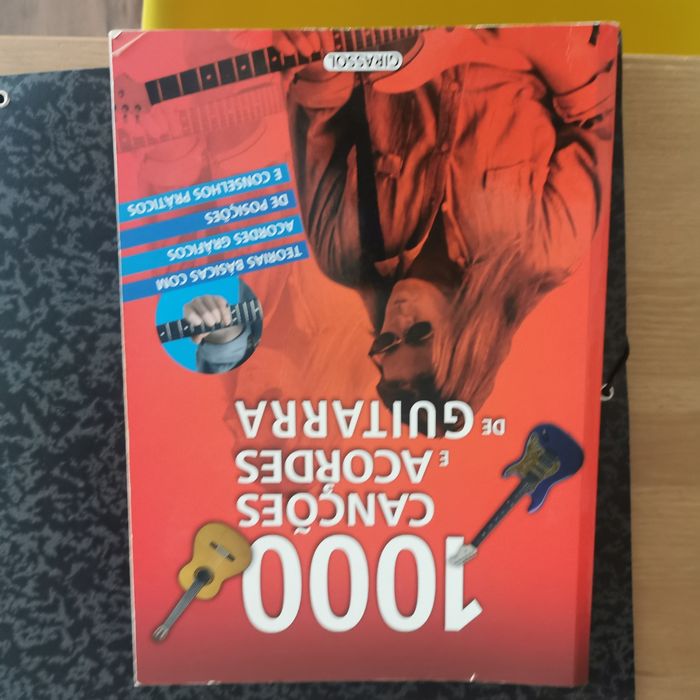 1000
CANÇÕES
E ACORDES
DE GUITARRA
TEORIAS BÁSICAS COM
ACORDES GRÁFICOS
DE POSIÇÕES
E CONSELHOS PRÁTICOS
GIRASSOL